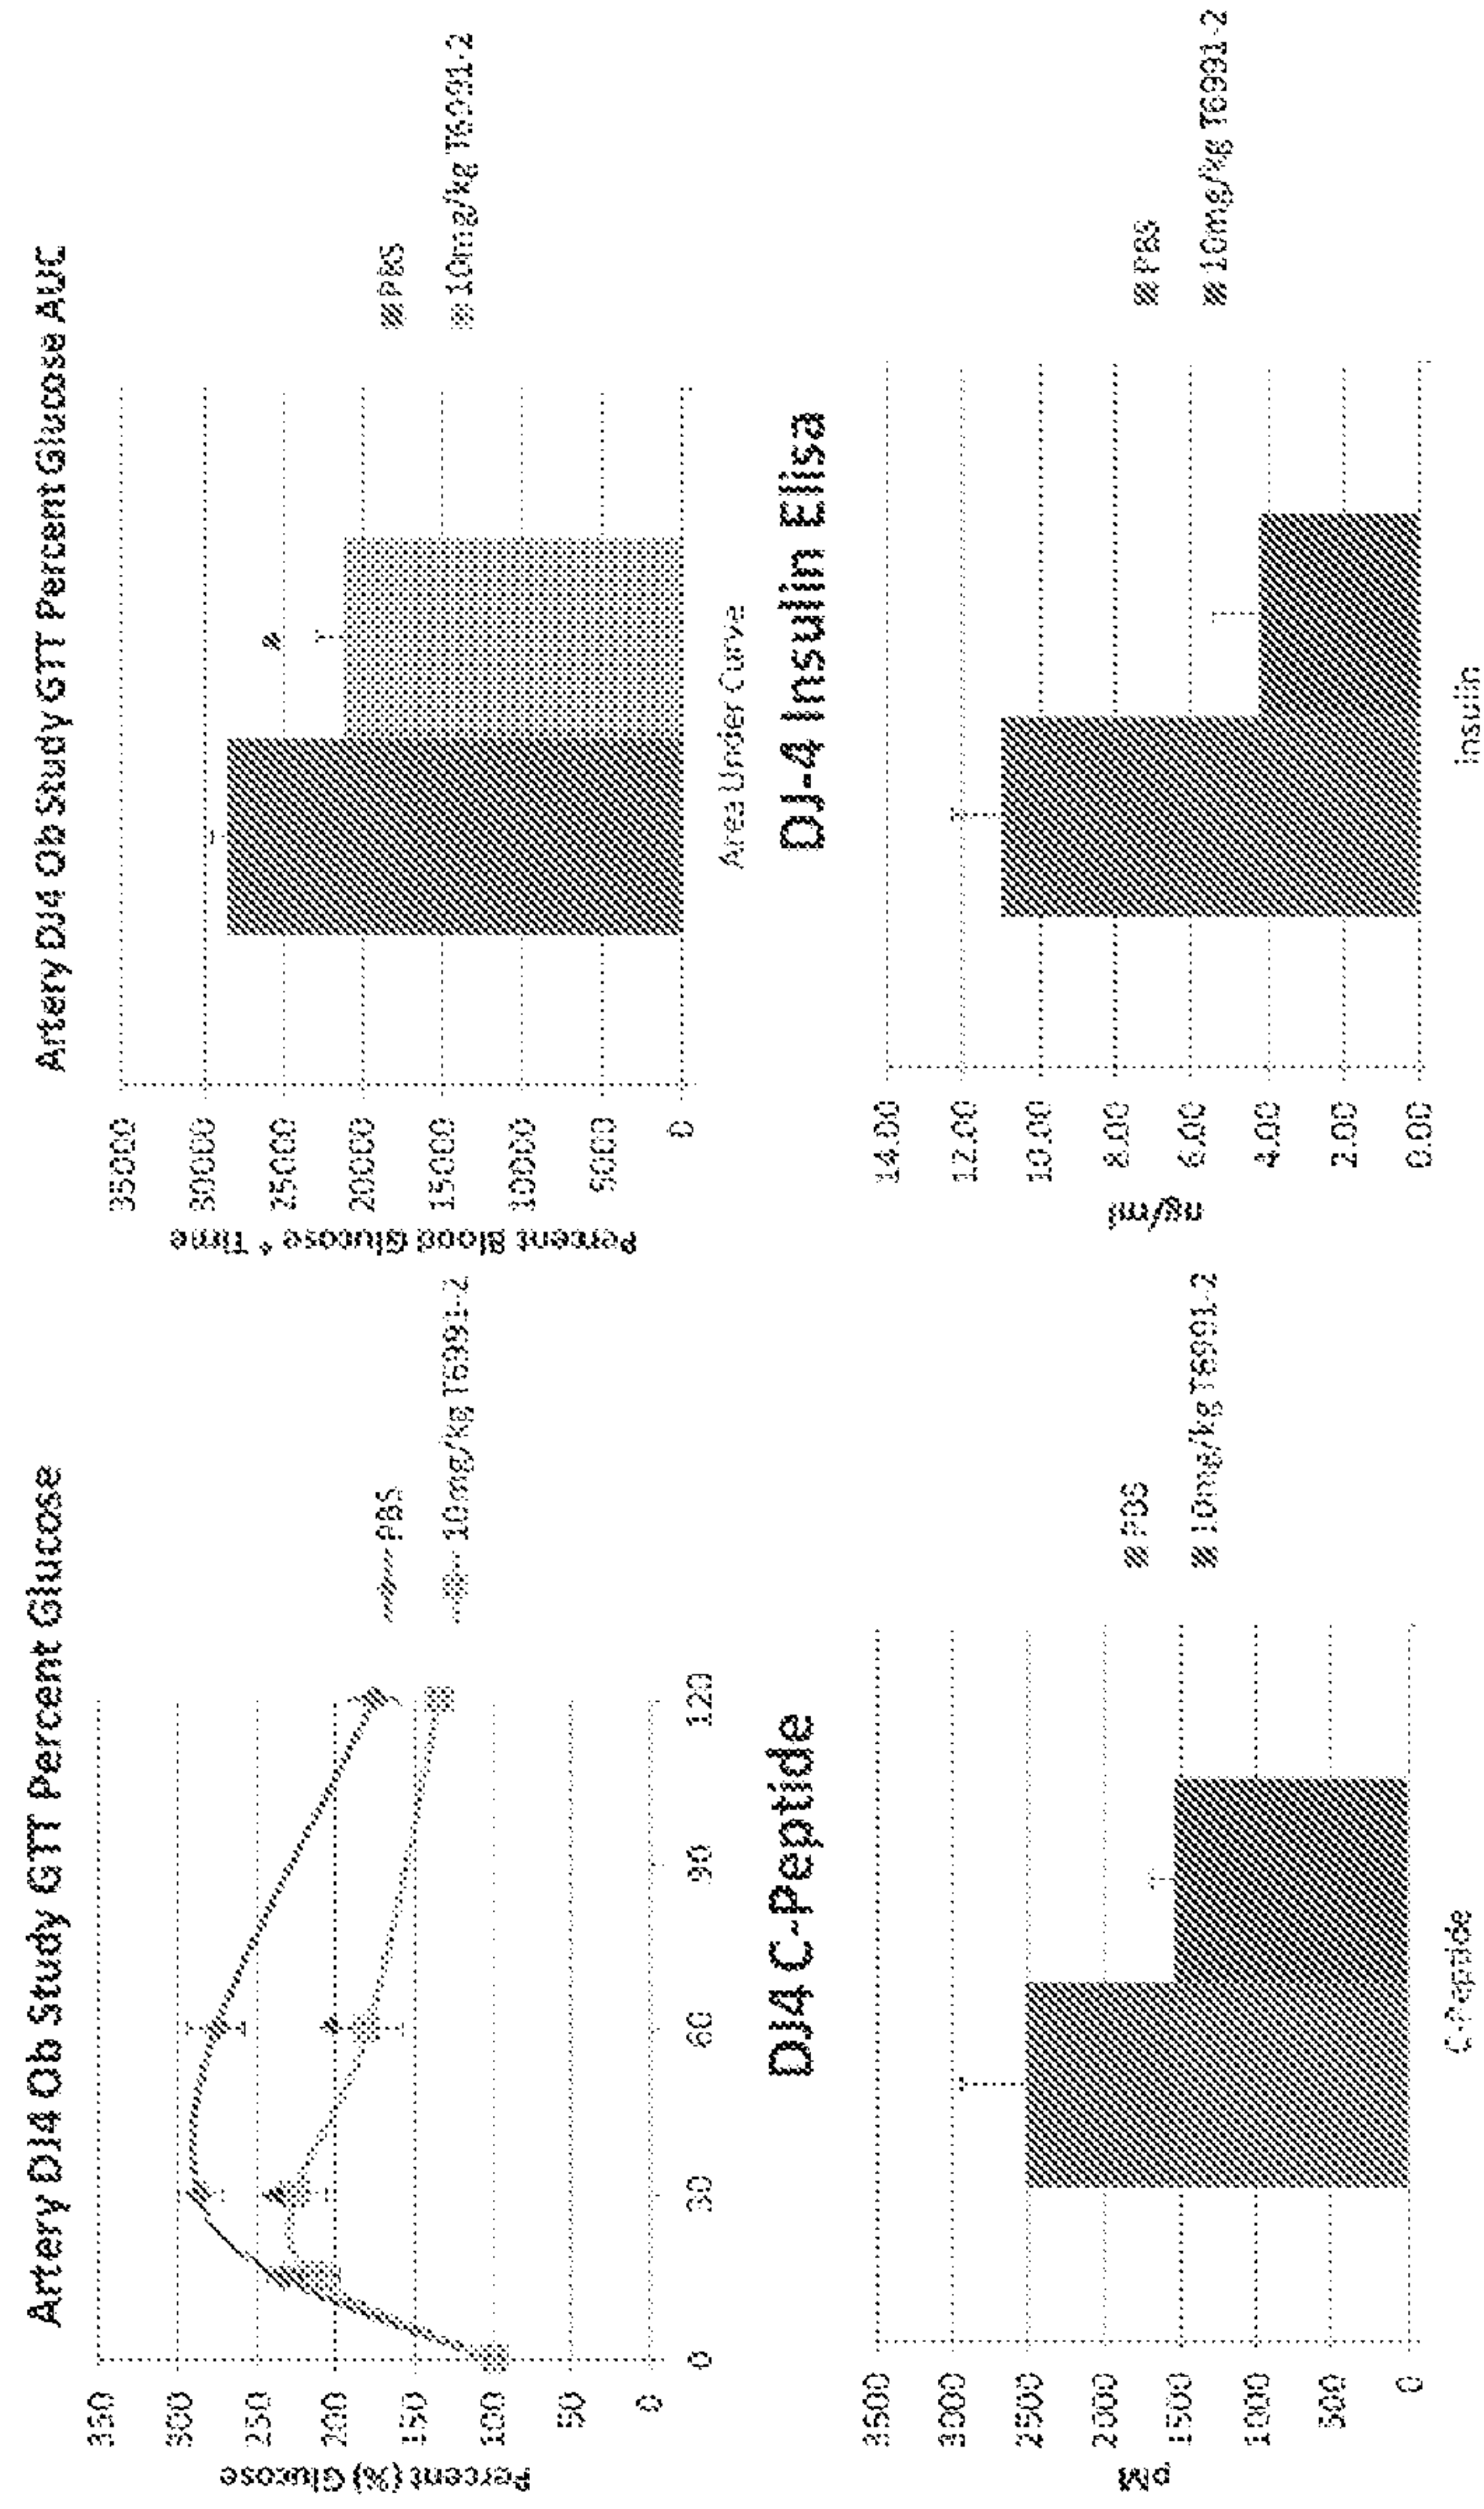 Artery DJ4 Ob Study GTT Percent Glucose
Percent (%) Glucose
350
300
250
200
150
100
50
0
0
30
60
90
120
PBS
10mg/kg T6991-2
Artery DJ4 Ob Study GTT Percent Glucose AUC
Percent Blood Glucose * Time
35000
30000
25000
20000
15000
10000
5000
0
Area Under Curve
PBS
10mg/kg T6991-2
DJ4 C-Peptide
pM
3500
3000
2500
2000
1500
1000
500
0
C-Peptide
PBS
10mg/kg T6991-2
DJ-4 Insulin Elisa
ng/ml
14.00
12.00
10.00
8.00
6.00
4.00
2.00
0.00
Insulin
PBS
10mg/kg T6991-2